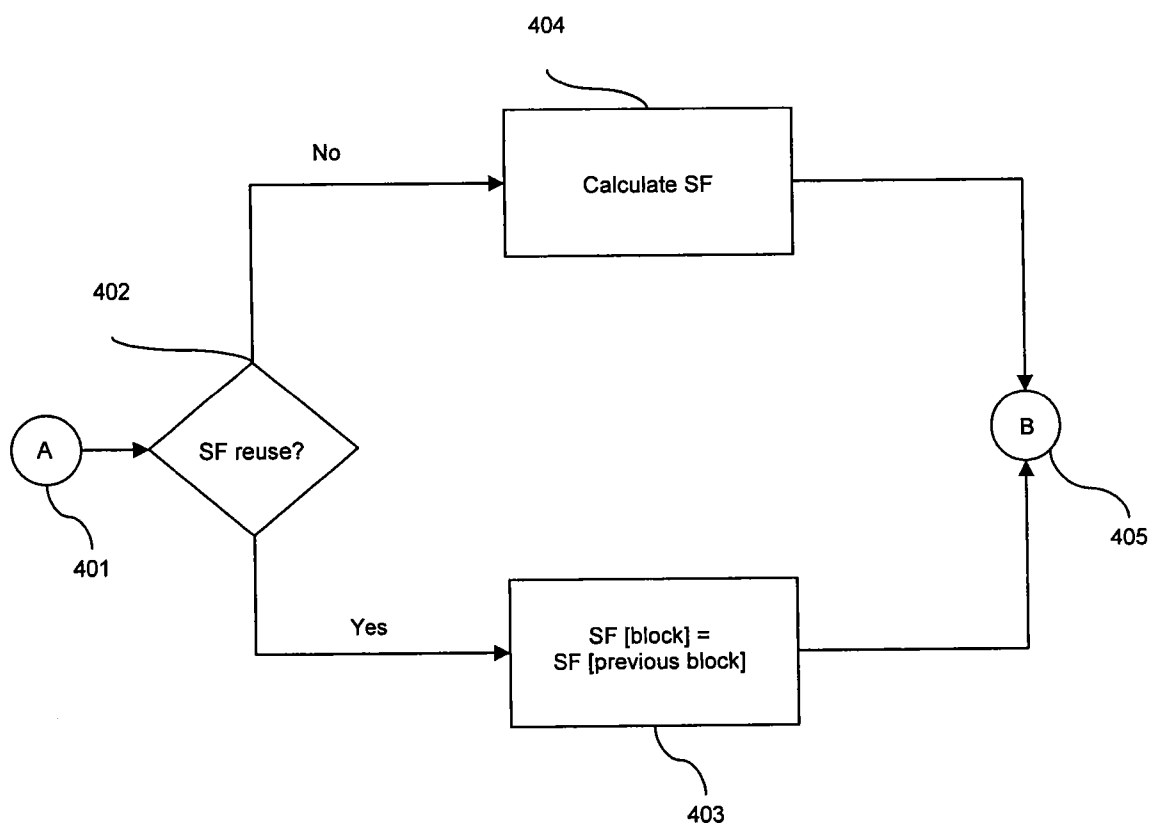 404
No
Calculate SF
402
A
SF reuse?
B
401
405
Yes
SF [block] =
SF [previous block]
403